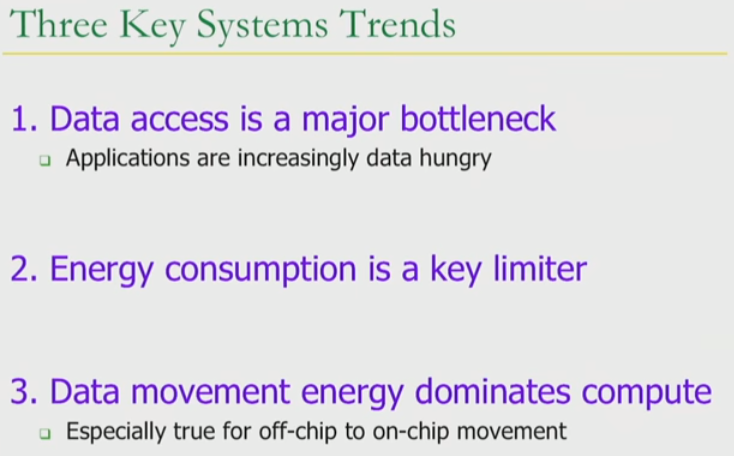 Three Key Systems Trends
1. Data access is a major bottleneck
Applications are increasingly data hungry
2. Energy consumption is a key limiter
3. Data movement energy dominates compute
Especially true for off-chip to on-chip movement